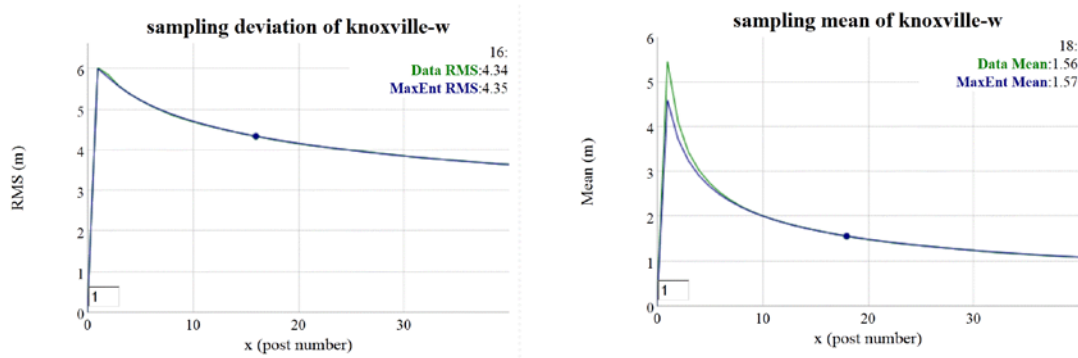 sampling deviation of knoxville-w
16:
Data RMS:4.34
MaxEnt RMS:4.35
6
5
4
3
2
1
0
RMS (m)
1
0
10
20
30
x (post number)
sampling mean of knoxville-w
18:
Data Mean:1.56
MaxEnt Mean:1.57
6
5
4
3
2
1
0
Mean (m)
1
0
10
20
30
x (post number)